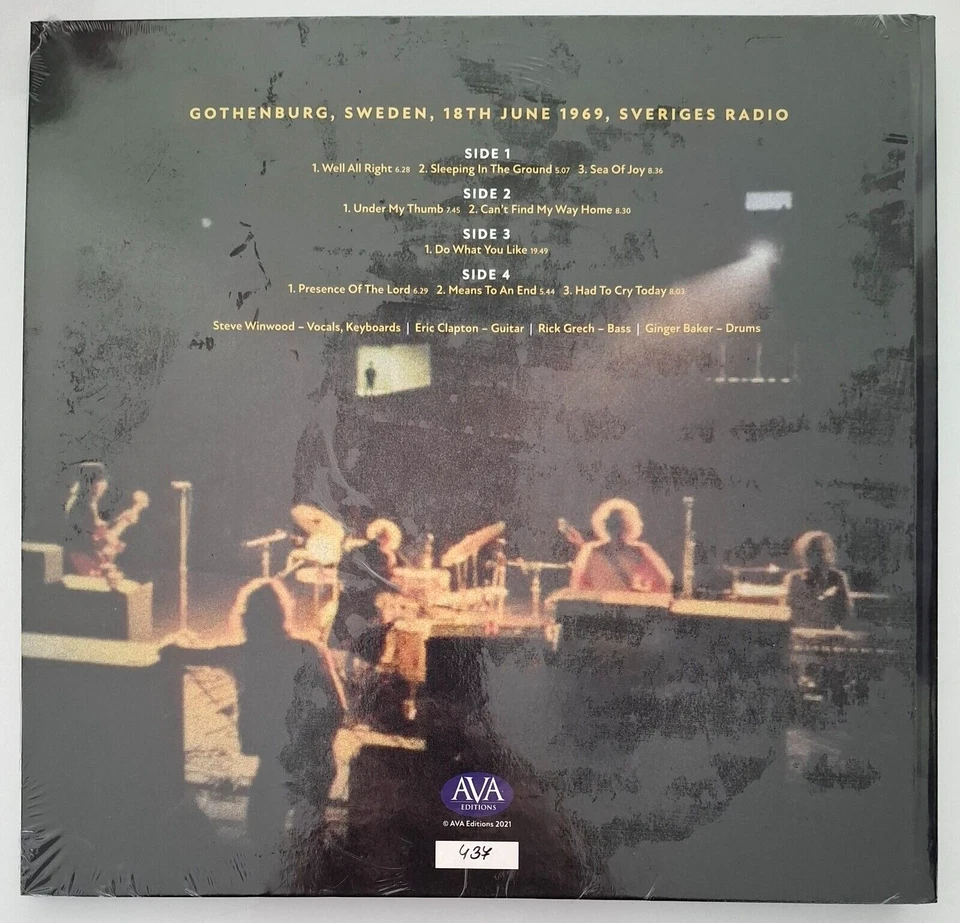 GOTHENBURG, SWEDEN, 18TH JUNE 1969, SVERIGES RADIO
SIDE 1
1. Well All Right 6.28 2. Sleeping In The Ground 5.07 3. Sea Of Joy 8.36
SIDE 2
1. Under My Thumb 7.45 2. Can't Find My Way Home 8.30
SIDE 3
1. Do What You Like 19.49
SIDE 4
1. Presence Of The Lord 6.29 2. Means To An End 5.44 3. Had To Cry Today 8.03
Steve Winwood – Vocals, Keyboards | Eric Clapton – Guitar | Rick Grech – Bass | Ginger Baker – Drums
AVA
EDITIONS
© AVA Editions 2021
437